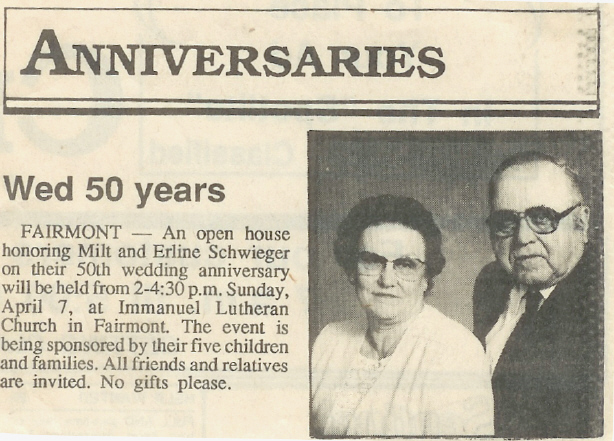 ANNIVERSARIES
Wed 50 years
FAIRMONT — An open house
honoring Milt and Erline Schwieger
on their 50th wedding anniversary
will be held from 2-4:30 p.m. Sunday,
April 7, at Immanuel Lutheran
Church in Fairmont. The event is
being sponsored by their five children
and families. All friends and relatives
are invited. No gifts please.